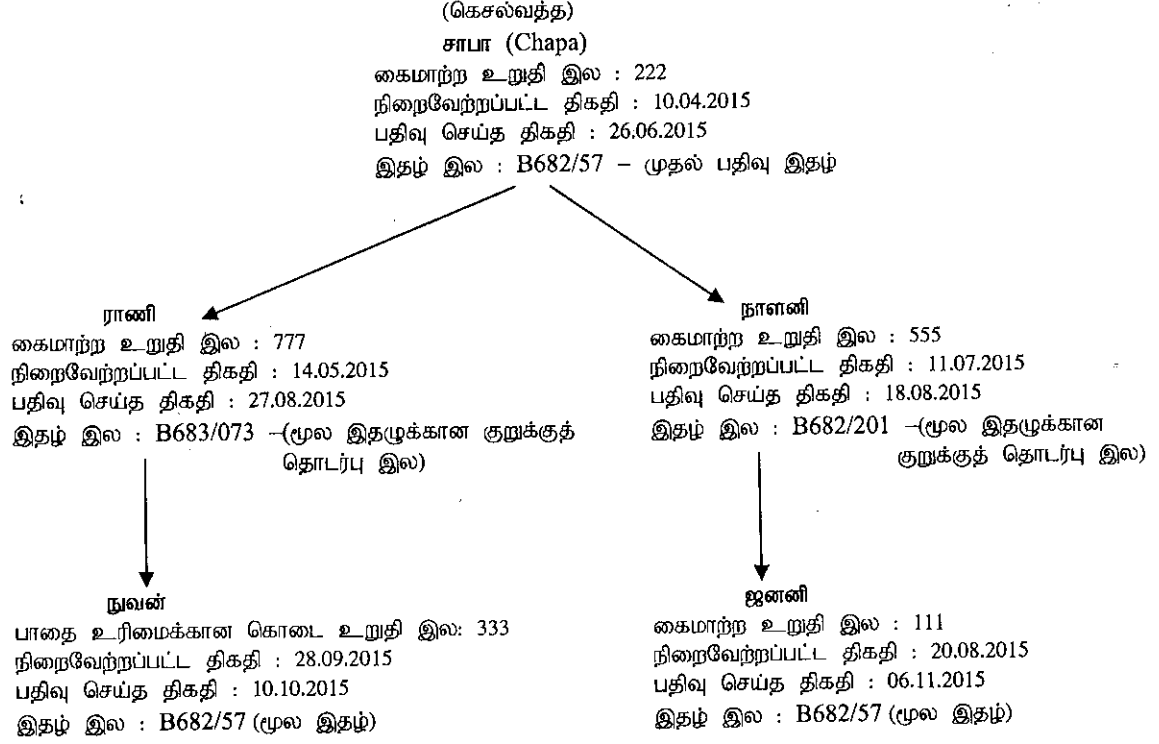 (கெசல்வத்த)
சாபா (Chapa)
கைமாற்ற உறுதி இல : 222
நிறைவேற்றப்பட்ட திகதி : 10.04.2015
பதிவு செய்த திகதி : 26.06.2015
இதழ் இல : B682/57 – முதல் பதிவு இதழ்
ராணி
கைமாற்ற உறுதி இல : 777
நிறைவேற்றப்பட்ட திகதி : 14.05.2015
பதிவு செய்த திகதி : 27.08.2015
இதழ் இல : B683/073 –(மூல இதழுக்கான குறுக்குத்
தொடர்பு இல)
நாளனி
கைமாற்ற உறுதி இல : 555
நிறைவேற்றப்பட்ட திகதி : 11.07.2015
பதிவு செய்த திகதி : 18.08.2015
இதழ் இல : B682/201 –(மூல இதழுக்கான
குறுக்குத் தொடர்பு இல)
நுவன்
பாதை உரிமைக்கான கொடை உறுதி இல: 333
நிறைவேற்றப்பட்ட திகதி : 28.09.2015
பதிவு செய்த திகதி : 10.10.2015
இதழ் இல : B682/57 (மூல இதழ்)
ஜனனி
கைமாற்ற உறுதி இல : 111
நிறைவேற்றப்பட்ட திகதி : 20.08.2015
பதிவு செய்த திகதி : 06.11.2015
இதழ் இல : B682/57 (மூல இதழ்)